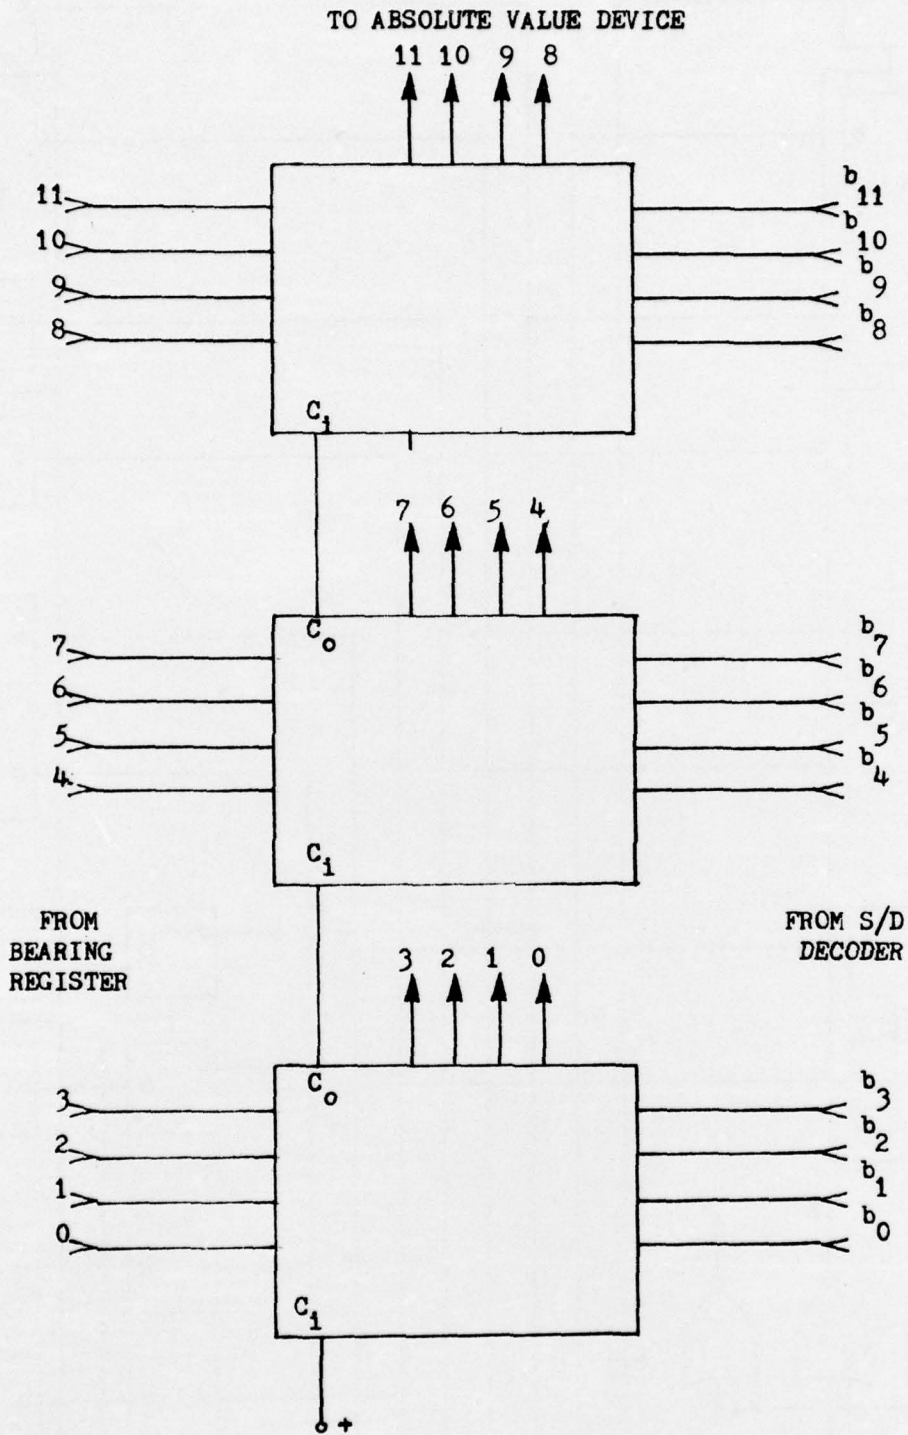 TO ABSOLUTE VALUE DEVICE
11 10 9 8
11
10
9
8
b11
b10
b9
b8
Ci
7 6 5 4
Co
7
6
5
4
b7
b6
b5
b4
Ci
FROM
BEARING
REGISTER
FROM S/D
DECODER
3 2 1 0
Co
3
2
1
0
b3
b2
b1
b0
Ci
+